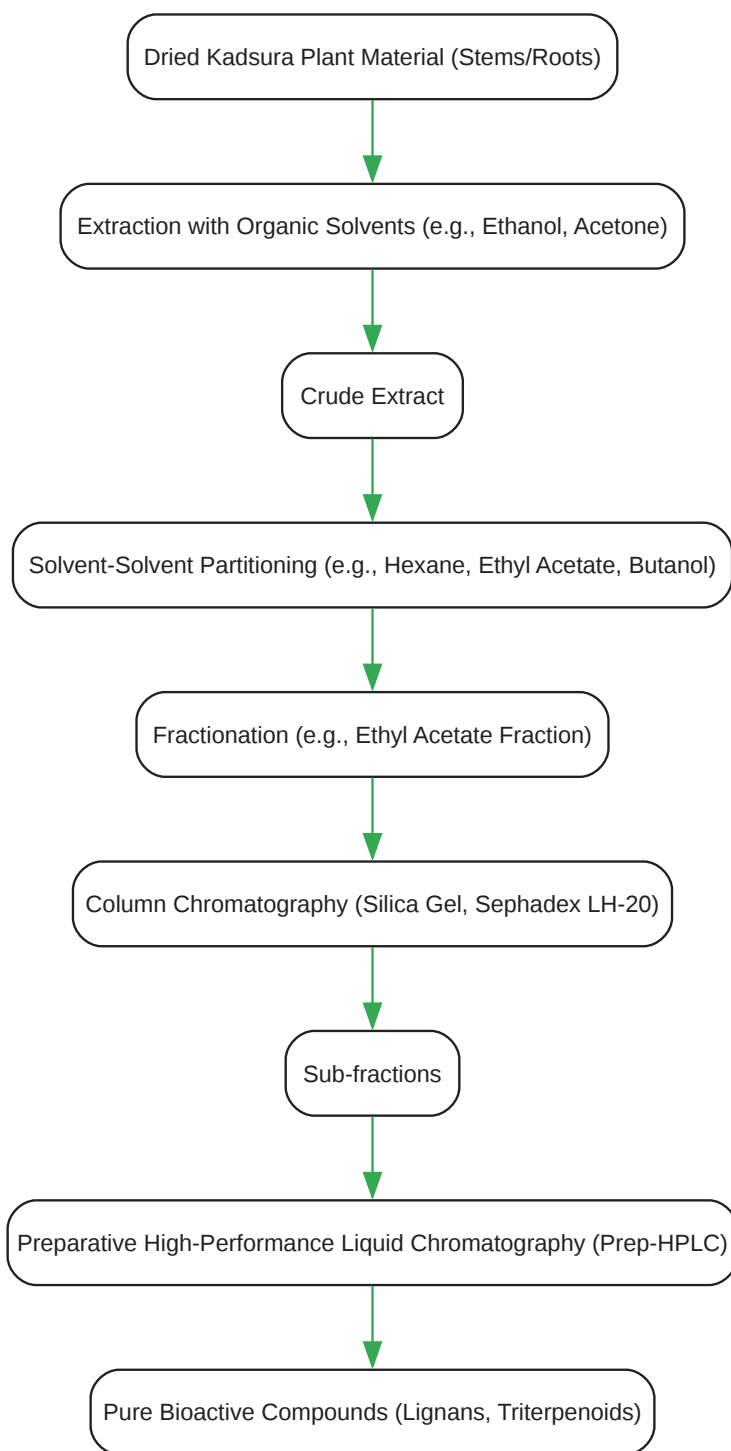 Dried Kadsura Plant Material (Stems/Roots)
Extraction with Organic Solvents (e.g., Ethanol, Acetone)
Crude Extract
Solvent-Solvent Partitioning (e.g., Hexane, Ethyl Acetate, Butanol)
Fractionation (e.g., Ethyl Acetate Fraction)
Column Chromatography (Silica Gel, Sephadex LH-20)
Sub-fractions
Preparative High-Performance Liquid Chromatography (Prep-HPLC)
Pure Bioactive Compounds (Lignans, Triterpenoids)